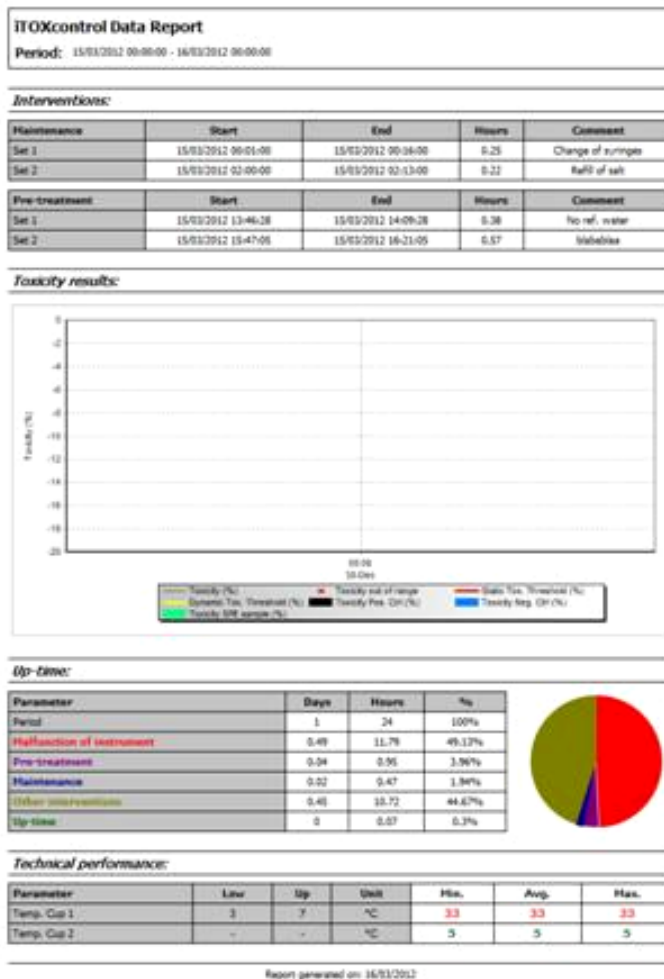 iTOXcontrol Data Report
Period: 15/03/2012 00:00:00 - 16/03/2012 00:00:00
Interventions:
Maintenance Start End Hours Comment
Set 1 15/03/2012 00:01:00 15/03/2012 00:16:00 0.25 Change of syringes
Set 2 15/03/2012 02:00:00 15/03/2012 02:13:00 0.22 Refill of salt
Pre-treatment Start End Hours Comment
Set 1 15/03/2012 13:46:28 15/03/2012 14:09:28 0.38 No ref. water
Set 2 15/03/2012 15:47:05 15/03/2012 16:21:05 0.57 blabablaa
Toxicity results:
0
-2
-4
-6
-8
-10
-12
-14
-16
-18
-20
Toxicity (%)
00:00
30-Dec
Toxicity (%) Toxicity out of range Static Tox. Threshold (%)
Dynamic Tox. Threshold (%) Toxicity Pos. Ctrl (%) Toxicity Neg. Ctrl (%)
Toxicity SPE sample (%)
Up-time:
Parameter Days Hours %
Period 1 24 100%
Malfunction of instrument 0.49 11.79 49.13%
Pre-treatment 0.04 0.95 3.96%
Maintenance 0.02 0.47 1.94%
Other interventions 0.45 10.72 44.67%
Up-time 0 0.07 0.3%
Technical performance:
Parameter Low Up Unit Min. Avg. Max.
Temp. Cup 1 3 7 °C 33 33 33
Temp. Cup 2 - - °C 5 5 5
Report generated on: 16/03/2012